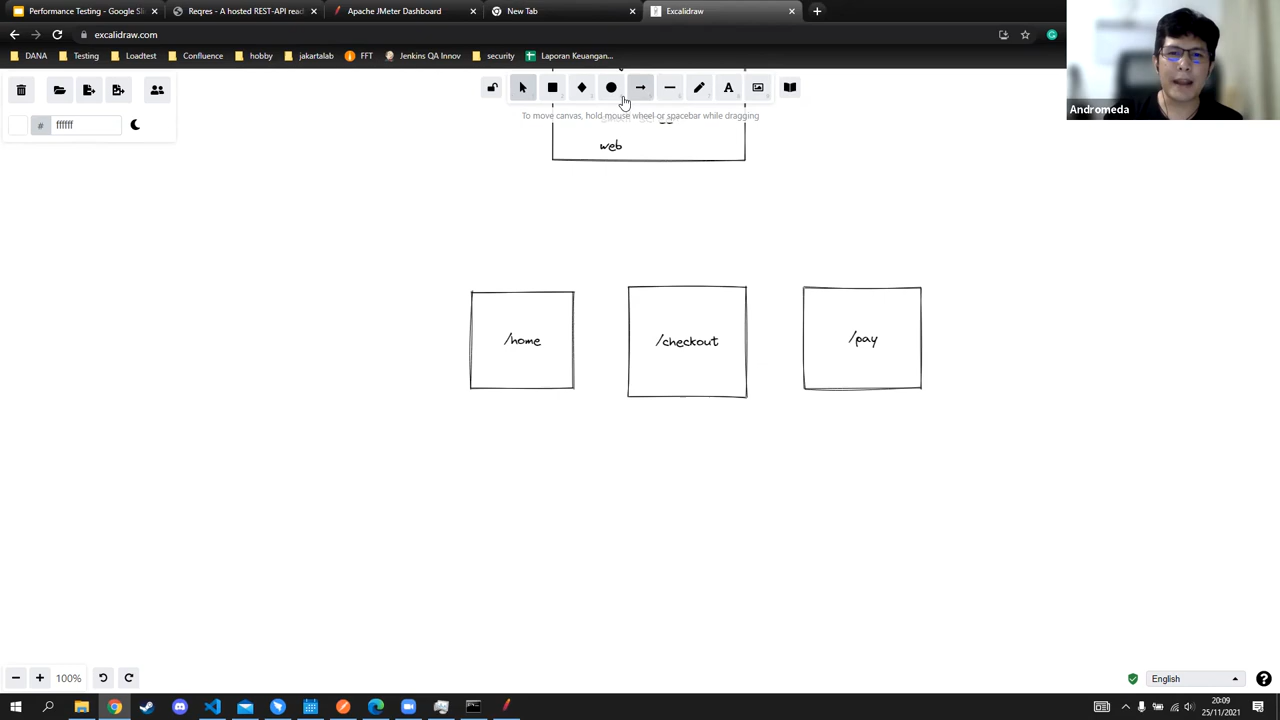 Performance Testing - Google Sli
Reqres - A hosted REST-API read
Apache JMeter Dashboard
New Tab
Excalidraw
excalidraw.com
DANA
Testing
Loadtest
Confluence
hobby
jakartalab
FFT
Jenkins QA Innov
security
Laporan Keuangan...
Andromeda
# ffffff
To move canvas, hold mouse wheel or spacebar while dragging
web
/home
/checkout
/pay
100%
English
20:09
25/11/2021